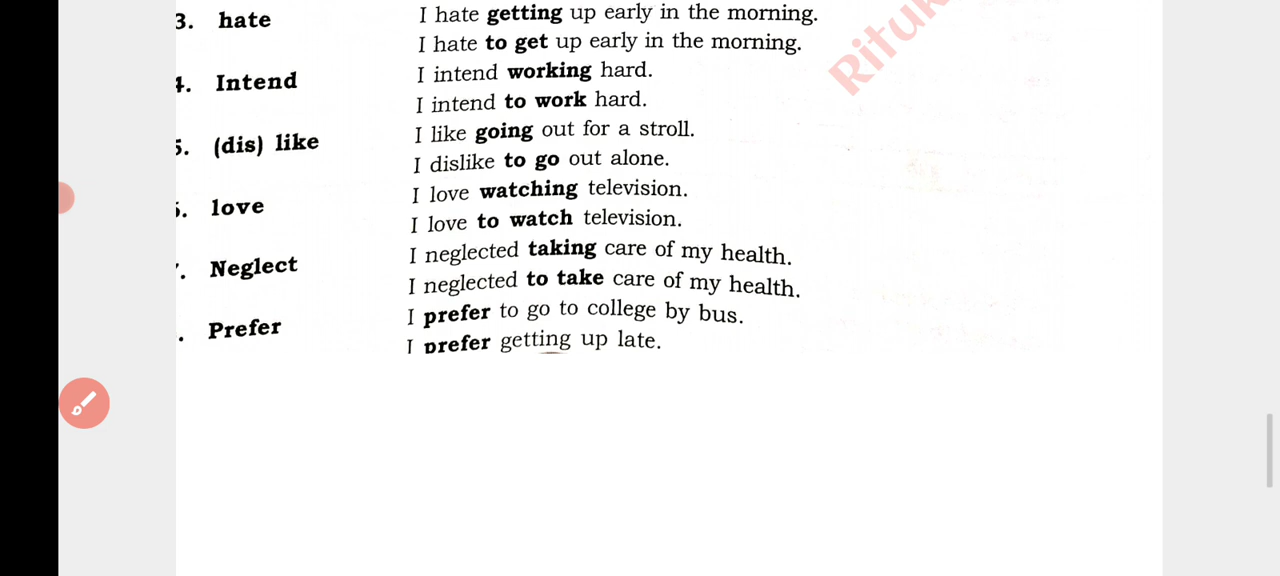 3. hate I hate getting up early in the morning.
I hate to get up early in the morning.
4. Intend I intend working hard.
I intend to work hard.
5. (dis) like I like going out for a stroll.
I dislike to go out alone.
6. love I love watching television.
I love to watch television.
Neglect I neglected taking care of my health.
I neglected to take care of my health.
Prefer I prefer to go to college by bus.
I prefer getting up late.